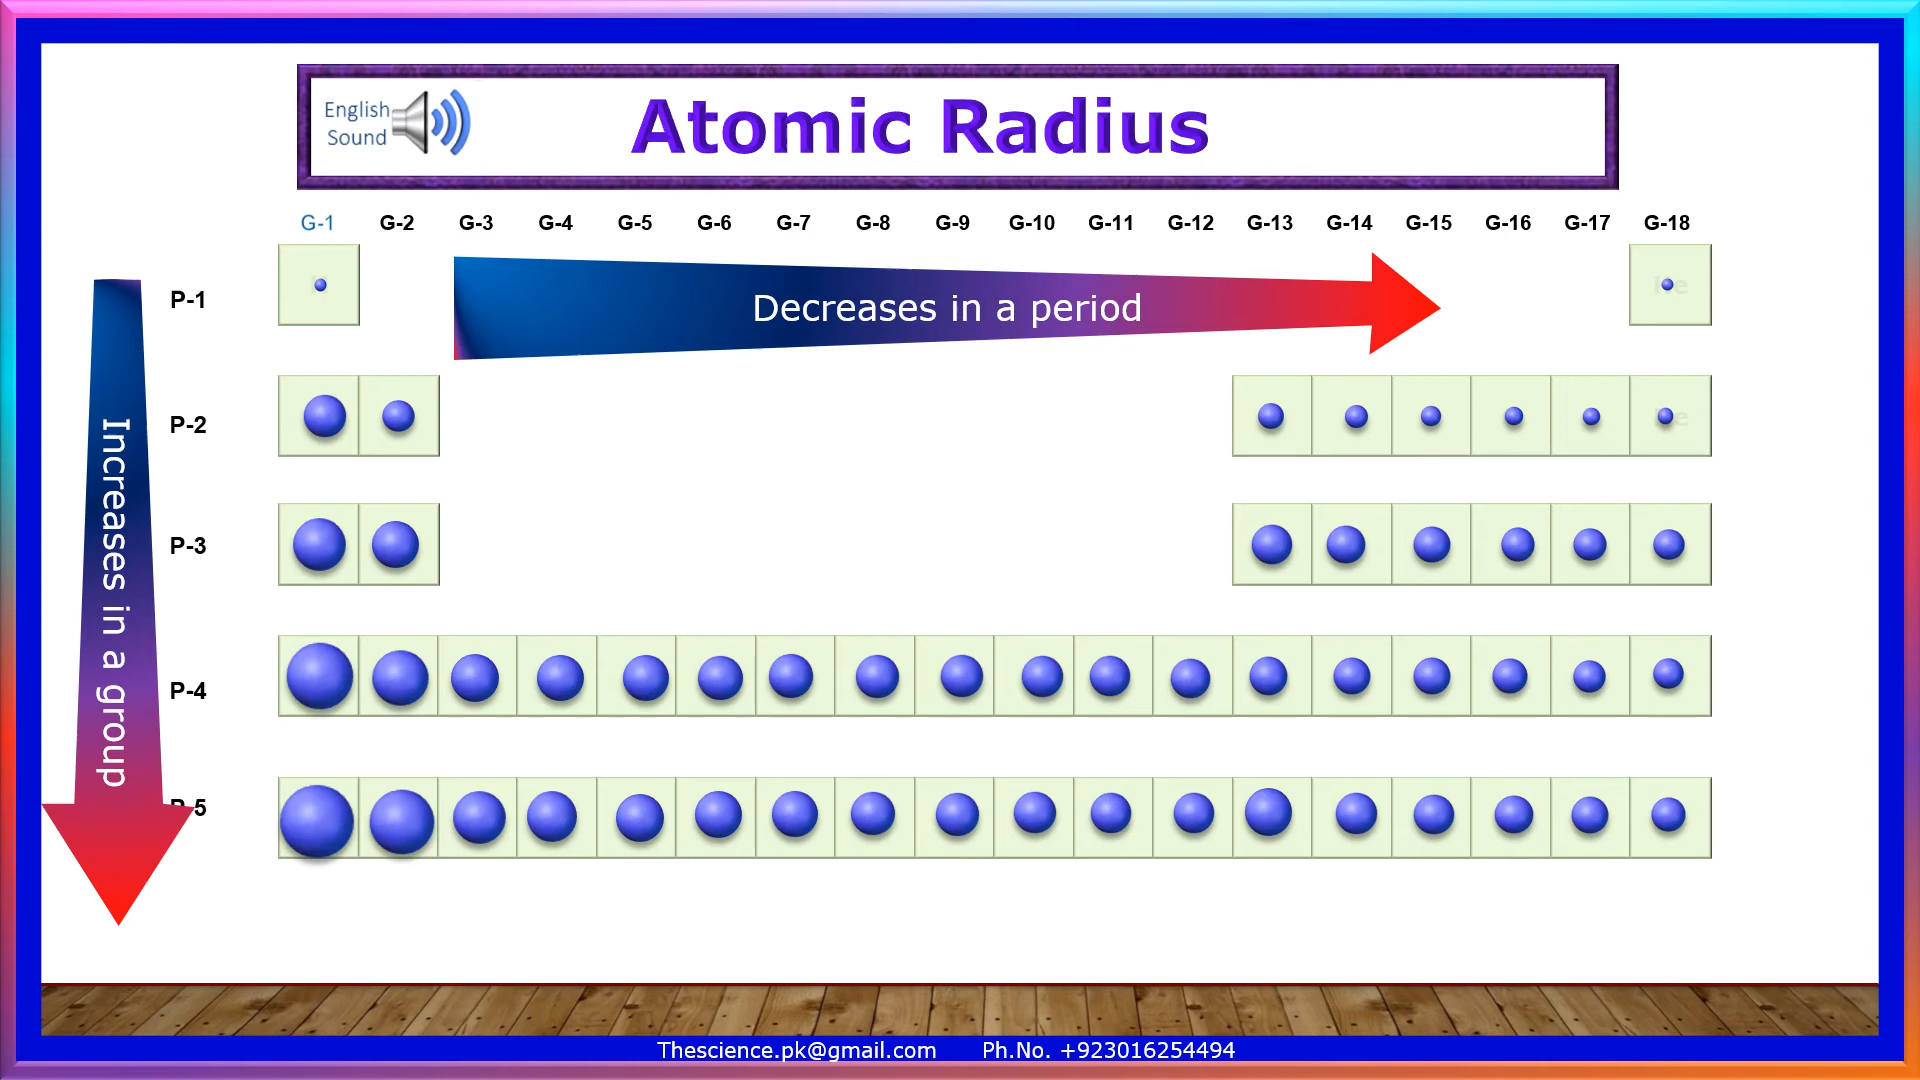 English
Sound
Atomic Radius
G-1 G-2 G-3 G-4 G-5 G-6 G-7 G-8 G-9 G-10 G-11 G-12 G-13 G-14 G-15 G-16 G-17 G-18
P-1
Decreases in a period
P-2
P-3
P-4
P-5
Increases in a group
Thescience.pk@gmail.com Ph.No. +923016254494